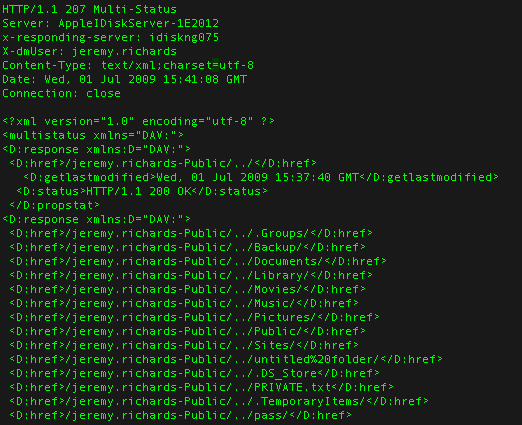 HTTP/1.1 207 Multi-Status
Server: AppleIDiskServer-1E2012
x-responding-server: idiskng075
X-dmUser: jeremy.richards
Content-Type: text/xml;charset=utf-8
Date: Wed, 01 Jul 2009 15:41:08 GMT
Connection: close
<?xml version="1.0" encoding="utf-8" ?>
<multistatus xmlns="DAV:">
<D:response xmlns:D="DAV:">
<D:href>/jeremy.richards-Public/../</D:href>
<D:getlastmodified>Wed, 01 Jul 2009 15:37:40 GMT</D:getlastmodified>
<D:status>HTTP/1.1 200 OK</D:status>
</D:propstat>
<D:response xmlns:D="DAV:">
<D:href>/jeremy.richards-Public/../.Groups/</D:href>
<D:href>/jeremy.richards-Public/../Backup/</D:href>
<D:href>/jeremy.richards-Public/../Documents/</D:href>
<D:href>/jeremy.richards-Public/../Library/</D:href>
<D:href>/jeremy.richards-Public/../Movies/</D:href>
<D:href>/jeremy.richards-Public/../Music/</D:href>
<D:href>/jeremy.richards-Public/../Pictures/</D:href>
<D:href>/jeremy.richards-Public/../Public/</D:href>
<D:href>/jeremy.richards-Public/../Sites/</D:href>
<D:href>/jeremy.richards-Public/../untitled%20folder/</D:href>
<D:href>/jeremy.richards-Public/../.DS_Store</D:href>
<D:href>/jeremy.richards-Public/../PRIVATE.txt</D:href>
<D:href>/jeremy.richards-Public/../.TemporaryItems/</D:href>
<D:href>/jeremy.richards-Public/../pass/</D:href>